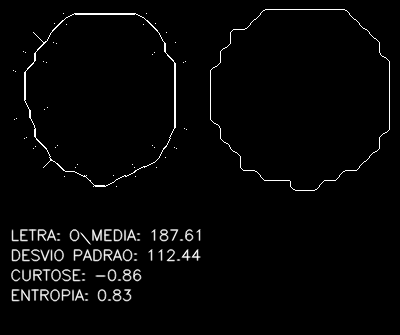 LETRA: O\MEDIA: 187.61
DESVIO PADRAO: 112.44
CURTOSE: -0.86
ENTROPIA: 0.83